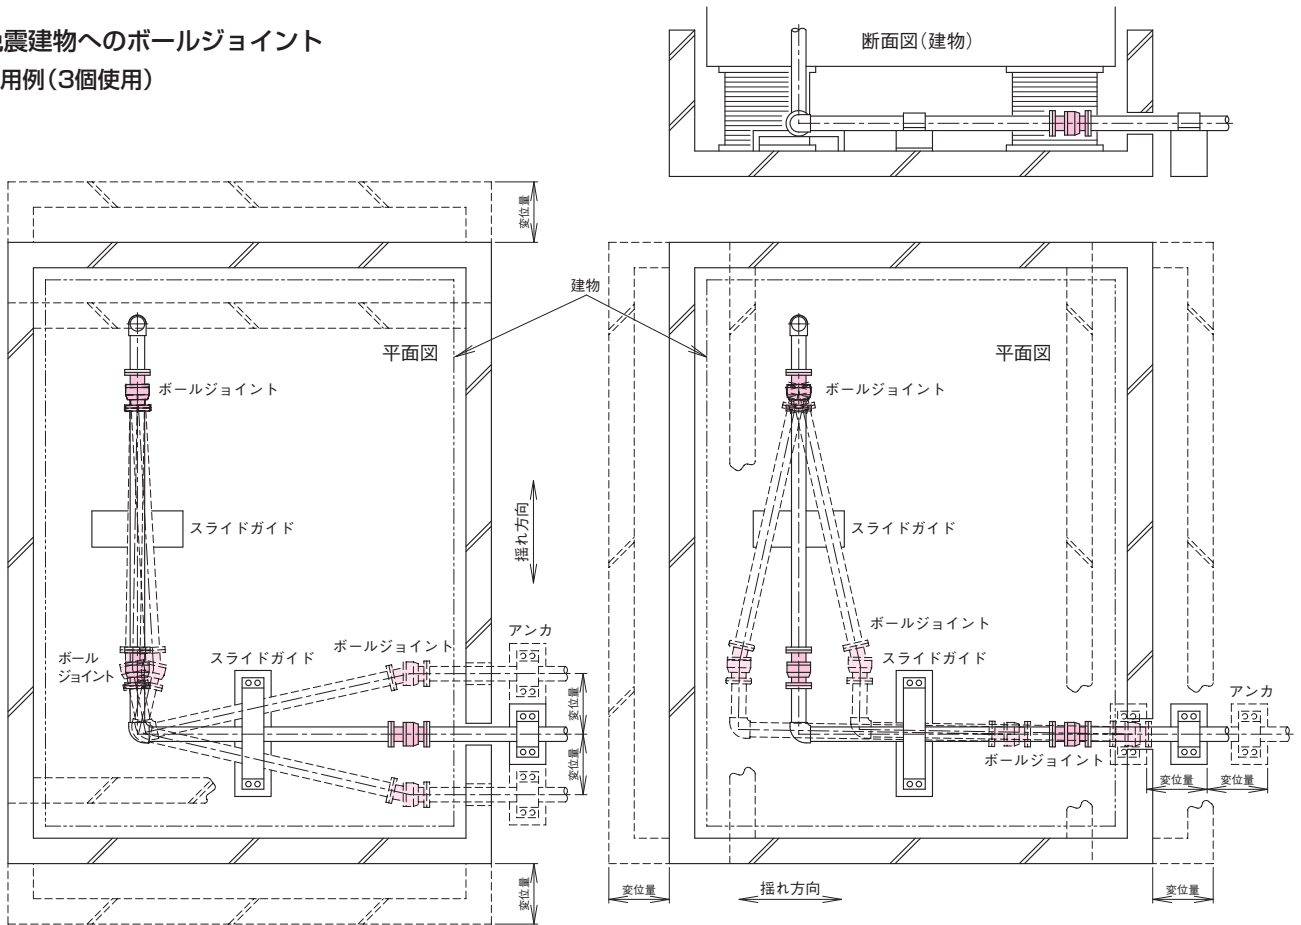 震建物へのボールジョイント
用例（3個使用）
断面図（建物）
変位量
建物
平面図
平面図
ボールジョイント
ボールジョイント
スライドガイド
スライドガイド
揺れ方向
ボール
ジョイント
スライドガイド
ボールジョイント
アンカ
変位量
変位量
ボールジョイント
スライドガイド
アンカ
ボールジョイント
変位量
変位量
変位量
変位量
揺れ方向
変位量